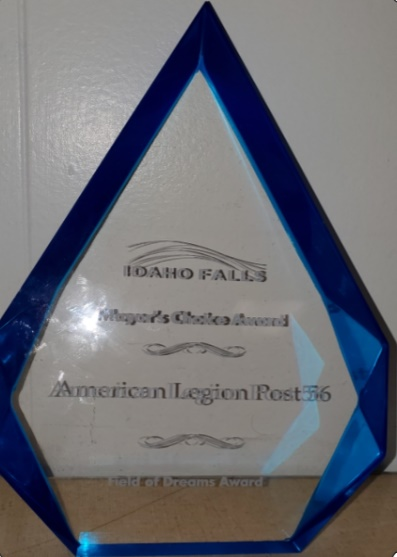 IDAHO FALLS
Mayor's Choice Award
American Legion Post 56
Field of Dreams Award